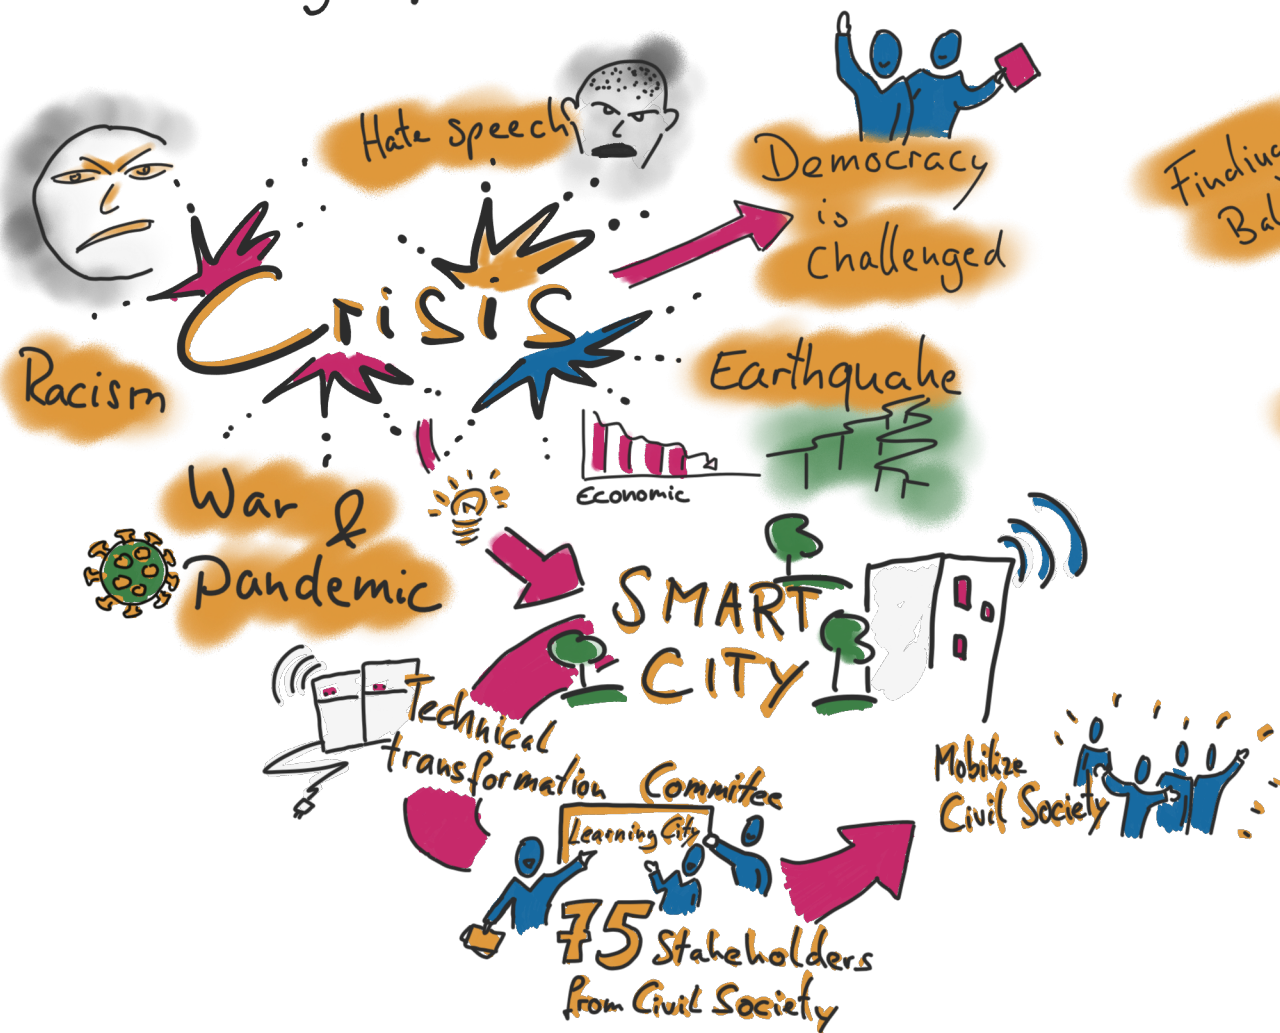 Hate speech
Democracy
is
challenged
Finding
Crisis
Racism
Earthquake
Economic
War &
Pandemic
SMART
CITY
Technical
transformation
Commitee
Learning City
Mobilize
Civil Society
75 Stakeholders
from Civil Society